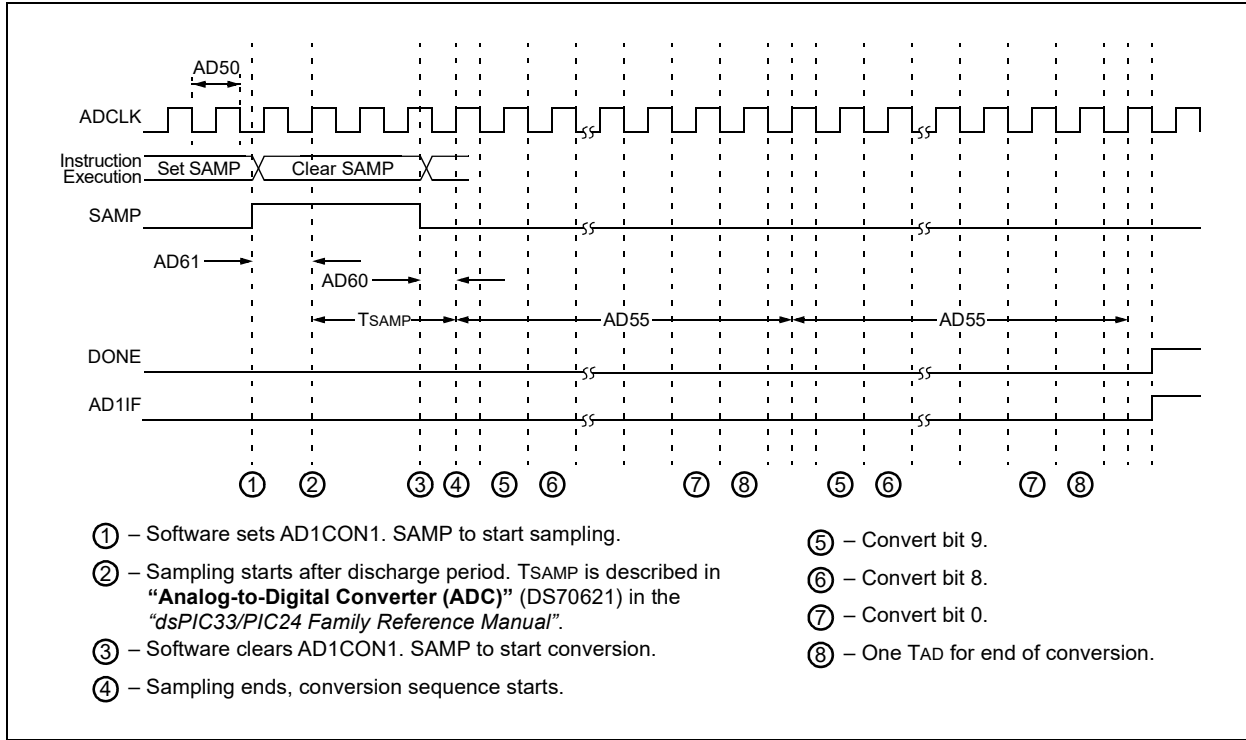 AD50
ADCLK
Instruction
Execution
Set SAMP
Clear SAMP
SAMP
AD61
AD60
TSAMP
AD55
AD55
DONE
AD1IF
1 2 3 4 5 6 7 8 5 6 7 8
1 – Software sets AD1CON1. SAMP to start sampling.
2 – Sampling starts after discharge period. TSAMP is described in
“Analog-to-Digital Converter (ADC)” (DS70621) in the
“dsPIC33/PIC24 Family Reference Manual”.
3 – Software clears AD1CON1. SAMP to start conversion.
4 – Sampling ends, conversion sequence starts.
5 – Convert bit 9.
6 – Convert bit 8.
7 – Convert bit 0.
8 – One TAD for end of conversion.